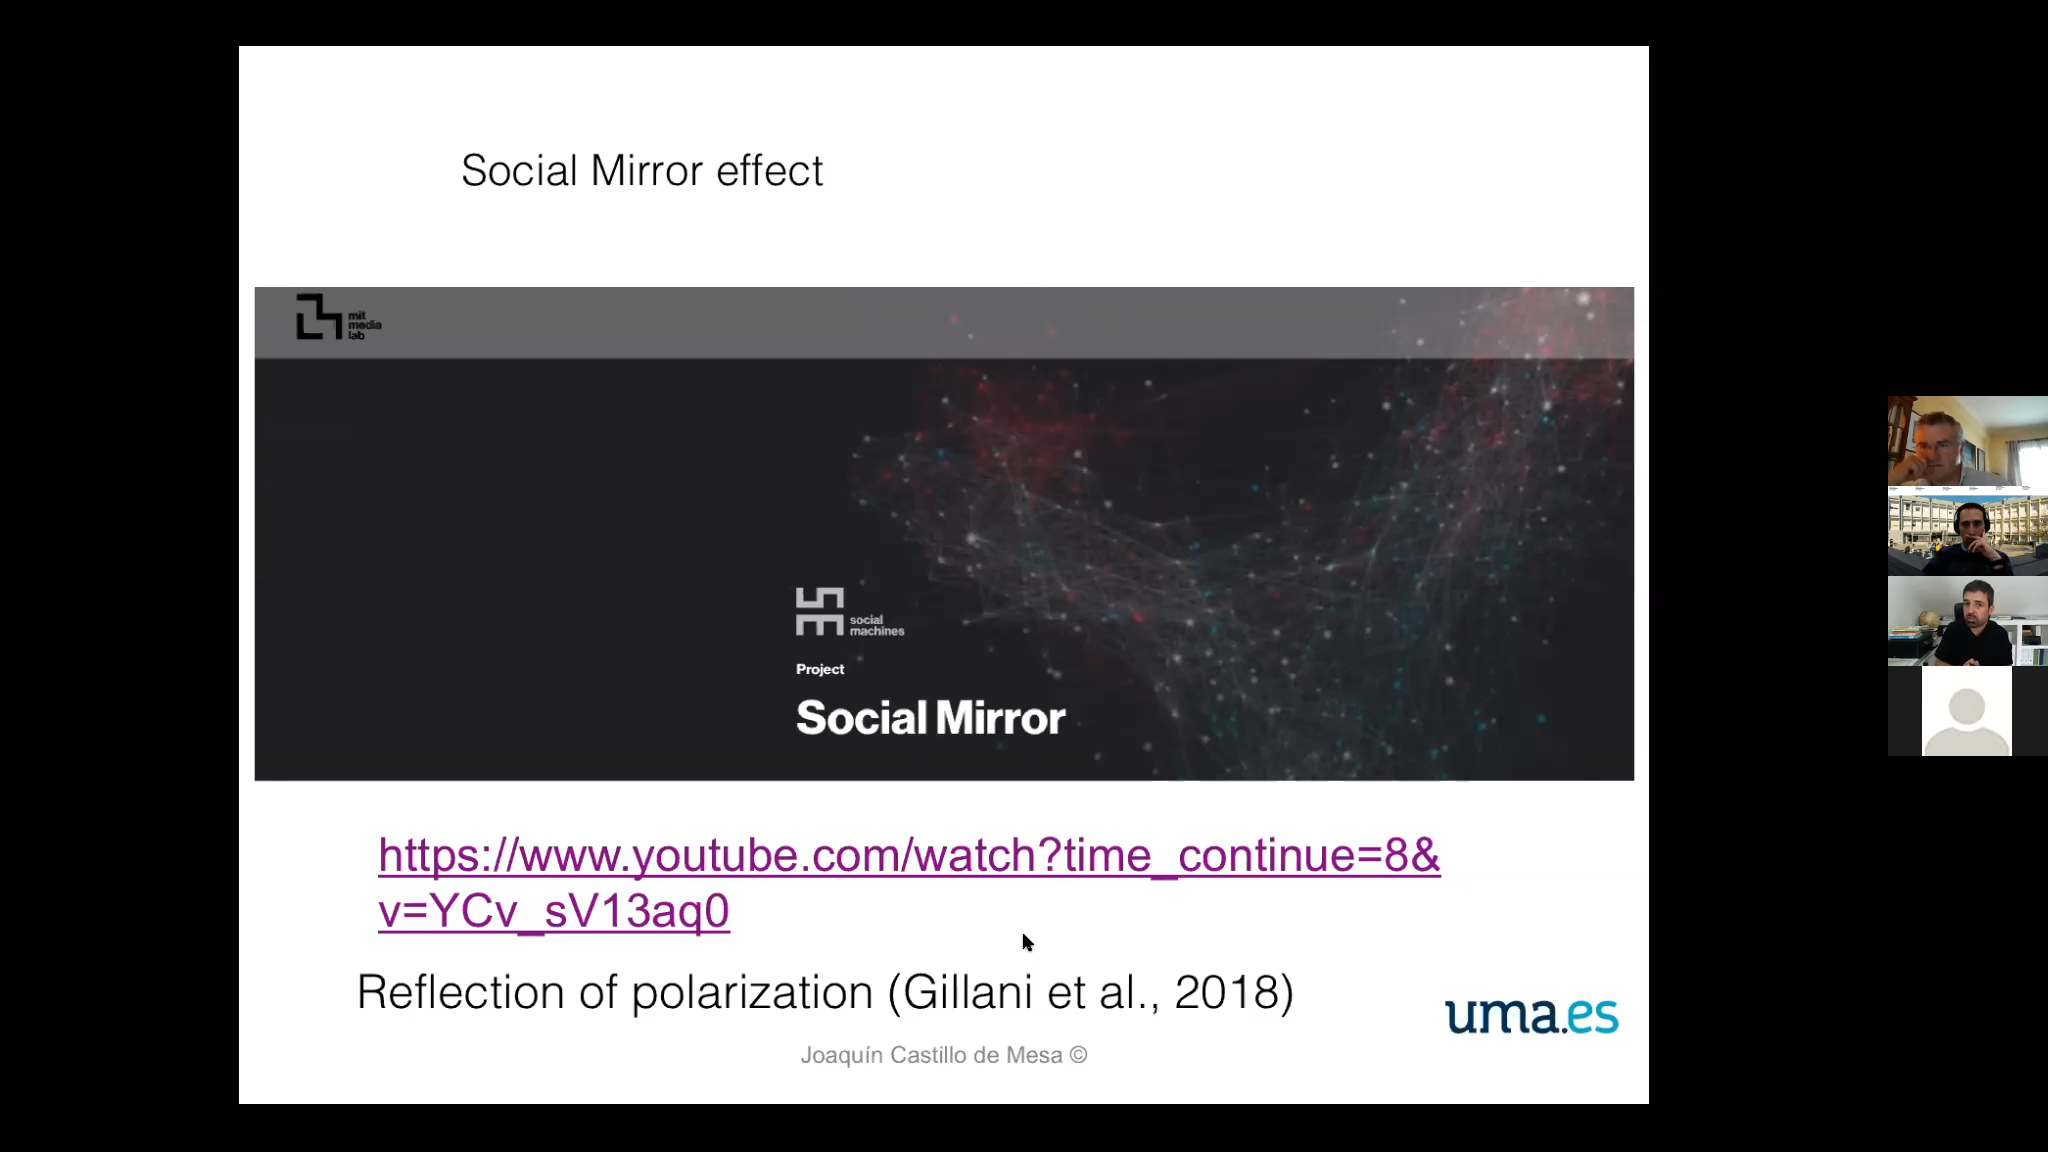 Social Mirror effect
mit
media
lab
social
machines
Project
Social Mirror
https://www.youtube.com/watch?time_continue=8&
v=YCv_sV13aq0
Reflection of polarization (Gillani et al., 2018)
uma.es
Joaquín Castillo de Mesa ©